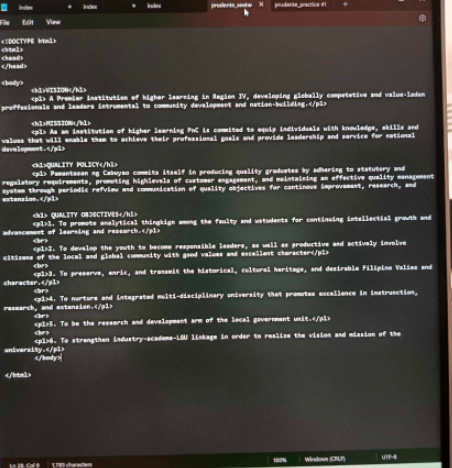 Index
Index
Index
prudente_seatw
prudente_practice #1
File Edit View
<!DOCTYPE html>
<html>
<head>
</head>
<body>
<h1>VISION</h1>
<p1> A Premier institution of higher learning in Region IV, developing globally competetive and value-laden
proffesionals and leaders intrumental to community development and nation-building.</p1>
<h1>MISSION</h1>
<p1> As an institution of higher learning PnC is commited to equip individuals with knowledge, skills and
values that will enable them to achieve their professional goals and provide leadership and service for national
development.</p1>
<h1>QUALITY POLICY</h1>
<p1> Pamantasan ng Cabuyao commits itself in producing quality graduates by adhering to statutory and
regulatory requirements, promoting highlevels of customer engagement, and maintaining an effective quality management
system through periodic refview and communication of quality objectives for continous improvement, research, and
extension.</p1>
<h1> QUALITY OBJECTIVES</h1>
<p1>1. To promote analytical thingkign among the faulty and watudents for continuing intellectial growth and
advancement of learning and research.</p1>
<br>
<p1>2. To develop the youth to become responsible leaders, as well as productive and actively involve
citizens of the local and global community with good values and excellent character</p1>
<br>
<p1>3. To preserve, enric, and transmit the historical, cultural heritage, and desirable Filipino Valies and
character.</p1>
<br>
<p1>4. To nurture and integrated multi-disciplinary university that promotes excellence in instrunction,
research, and extension.</p1>
<br>
<p1>5. To be the research and development arm of the local government unit.</p1>
<br>
<p1>6. To strengthen industry-academe-LGU linkage in order to realize the vision and mission of the
university.</p1>
</body>
</html>
Ln 28, Col 9 1,785 characters 100% Windows (CRLF) UTF-8